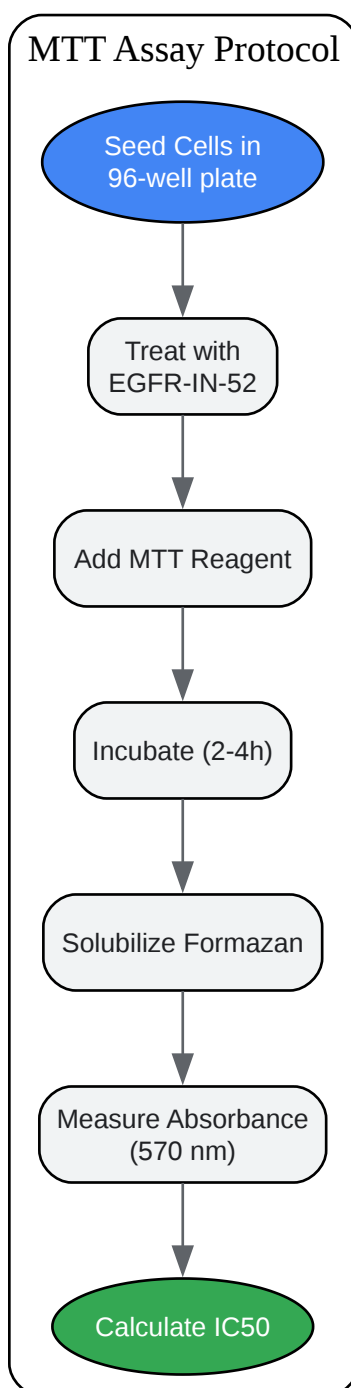 MTT Assay Protocol
Seed Cells in
96-well plate
Treat with
EGFR-IN-52
Add MTT Reagent
Incubate (2-4h)
Solubilize Formazan
Measure Absorbance
(570 nm)
Calculate IC50